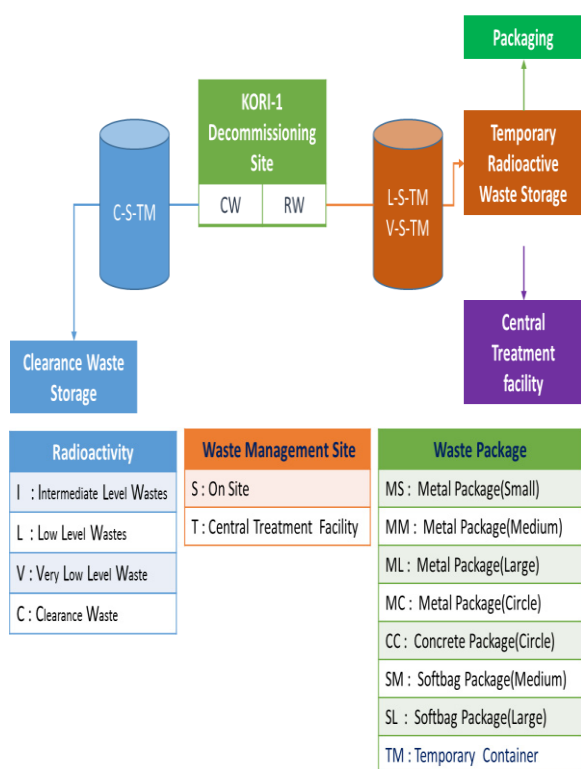 Packaging
KORI-1
Decommissioning
Site
CW RW
C-S-TM
L-S-TM
V-S-TM
Temporary
Radioactive
Waste Storage
Clearance Waste
Storage
Central
Treatment
facility
Radioactivity
I : Intermediate Level Wastes
L : Low Level Wastes
V : Very Low Level Waste
C : Clearance Waste
Waste Management Site
S : On Site
T : Central Treatment Facility
Waste Package
MS : Metal Package(Small)
MM : Metal Package(Medium)
ML : Metal Package(Large)
MC : Metal Package(Circle)
CC : Concrete Package(Circle)
SM : Softbag Package(Medium)
SL : Softbag Package(Large)
TM : Temporary Container